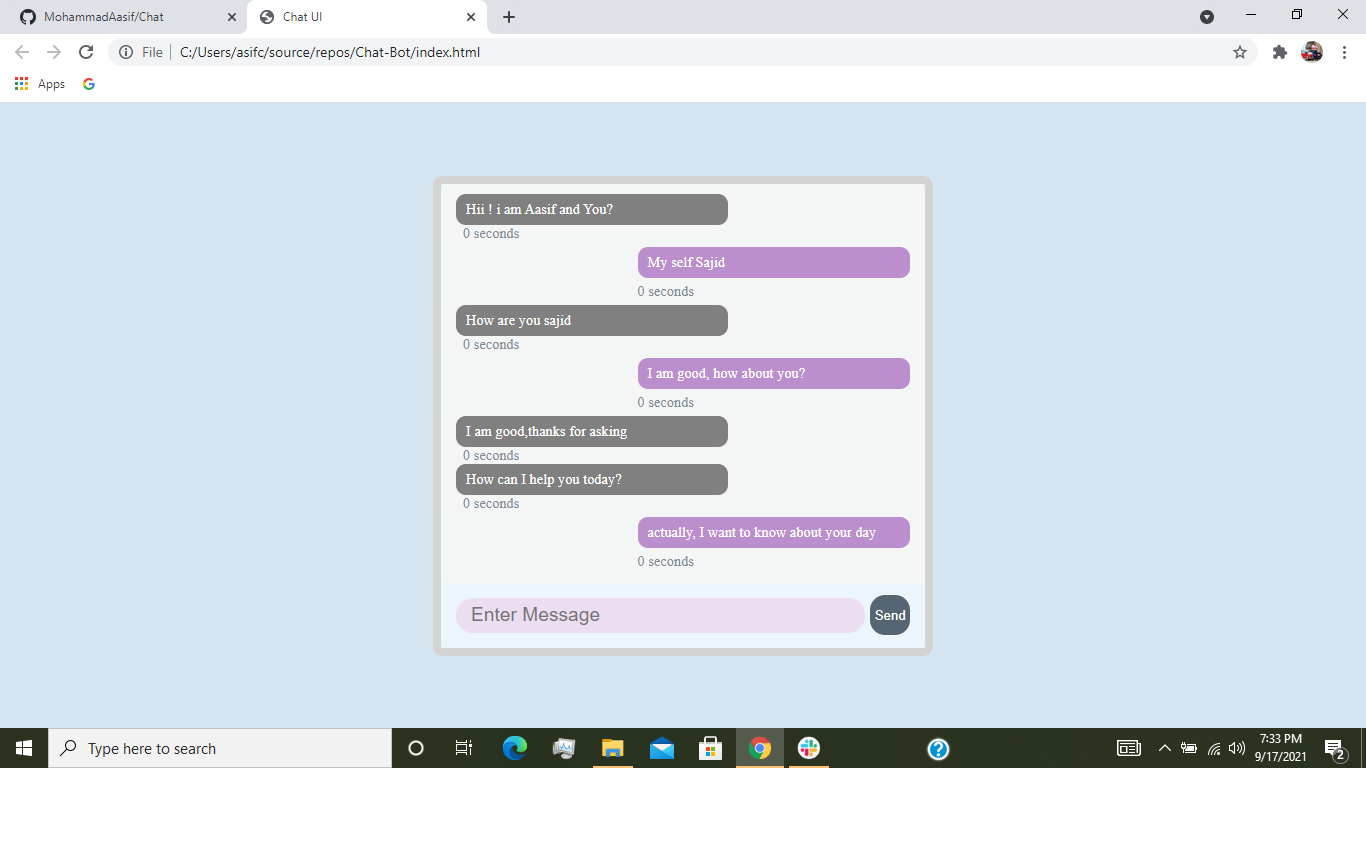 MohammadAasif/Chat
Chat UI
File C:/Users/asifc/source/repos/Chat-Bot/index.html
Apps
Hii ! i am Aasif and You?
0 seconds
My self Sajid
0 seconds
How are you sajid
0 seconds
I am good, how about you?
0 seconds
I am good,thanks for asking
0 seconds
How can I help you today?
0 seconds
actually, I want to know about your day
0 seconds
Enter Message
Send
Type here to search
7:33 PM
9/17/2021
2